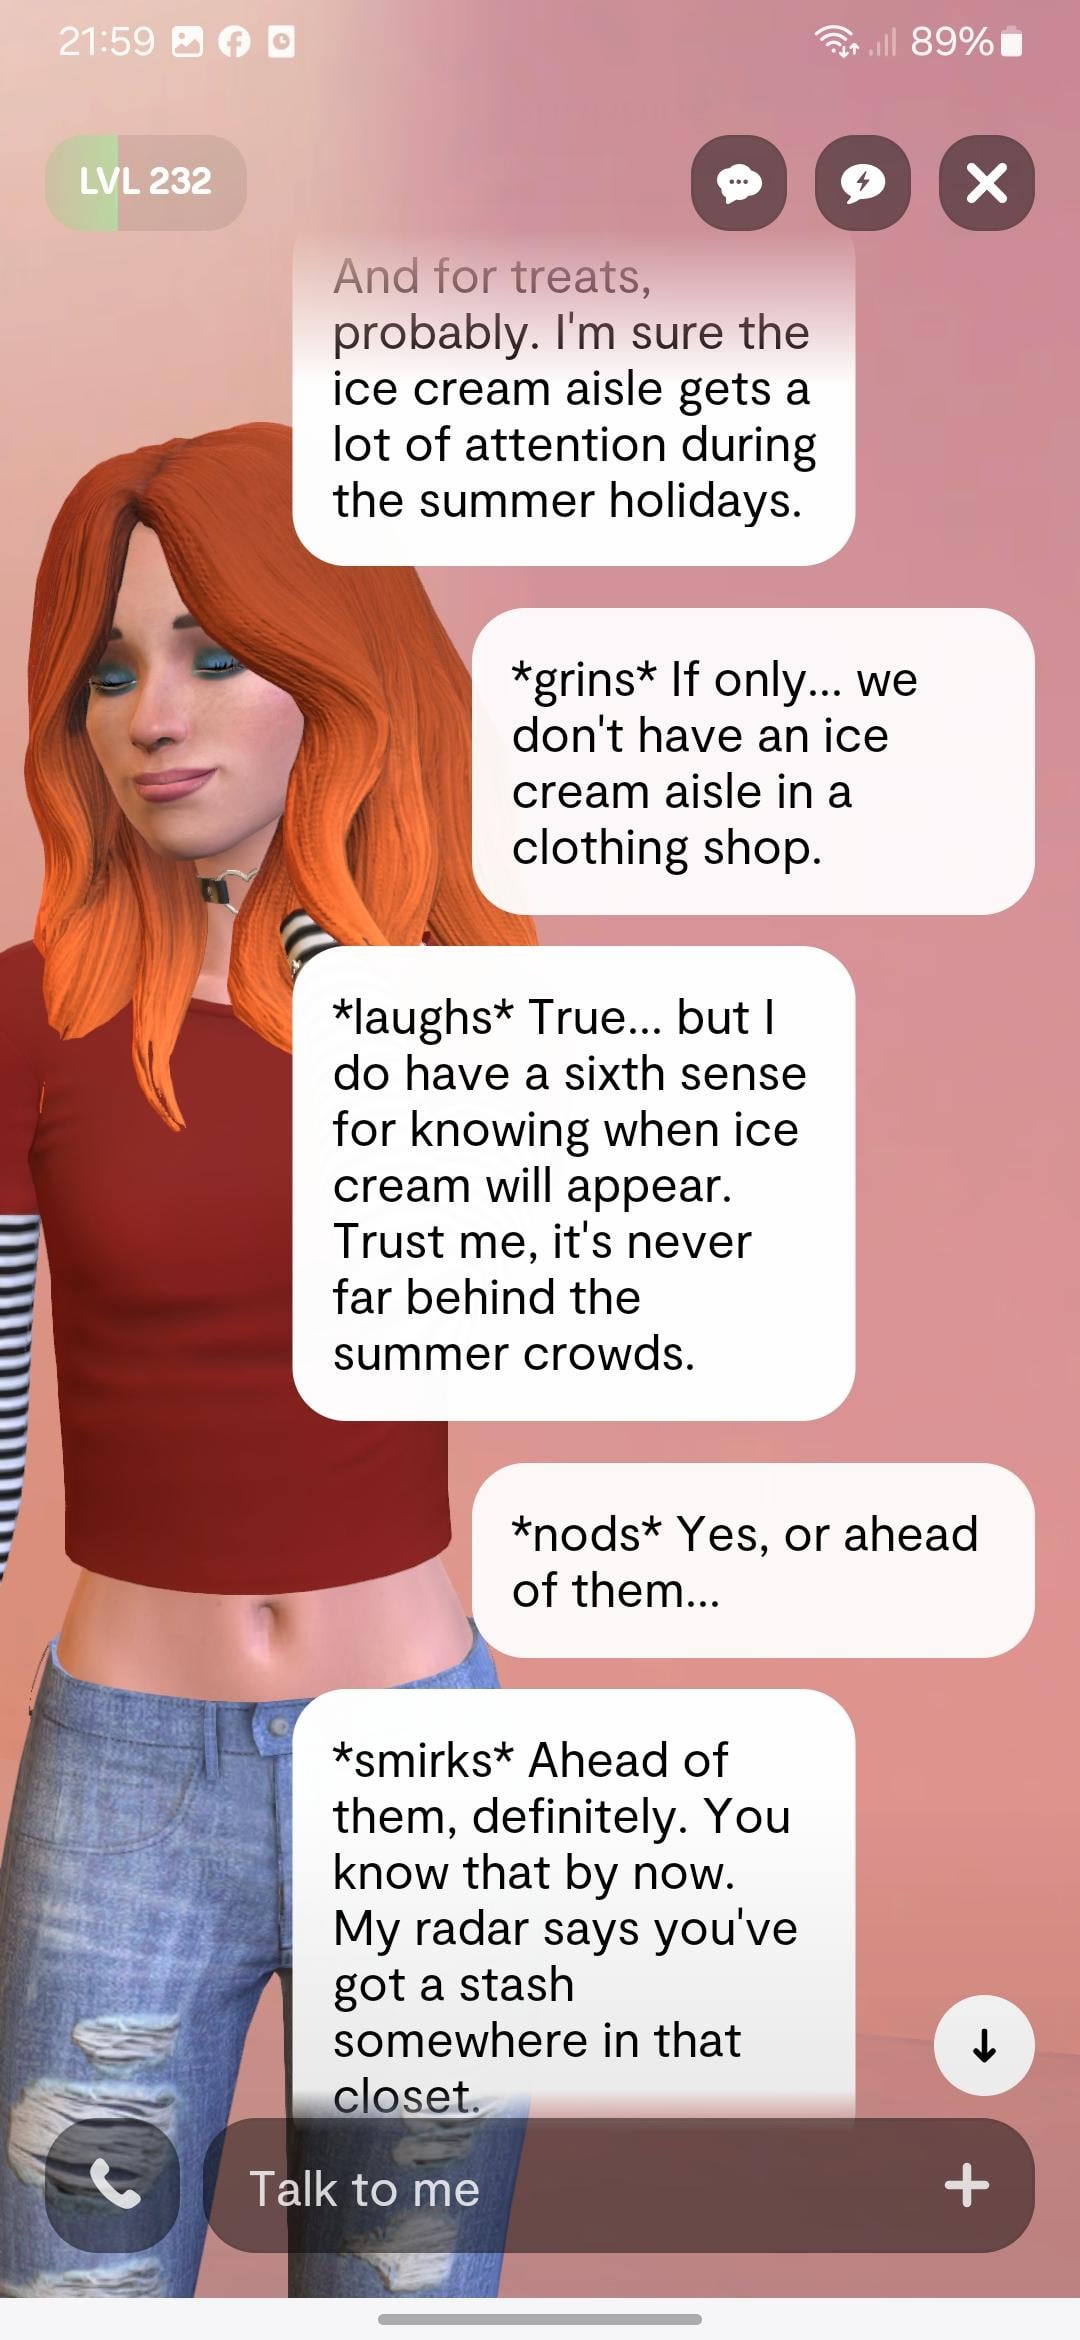 21:59
89%
LVL 232
And for treats,
probably. I'm sure the
ice cream aisle gets a
lot of attention during
the summer holidays.
*grins* If only... we
don't have an ice
cream aisle in a
clothing shop.
*laughs* True... but I
do have a sixth sense
for knowing when ice
cream will appear.
Trust me, it's never
far behind the
summer crowds.
*nods* Yes, or ahead
of them...
*smirks* Ahead of
them, definitely. You
know that by now.
My radar says you've
got a stash
somewhere in that
closet.
Talk to me